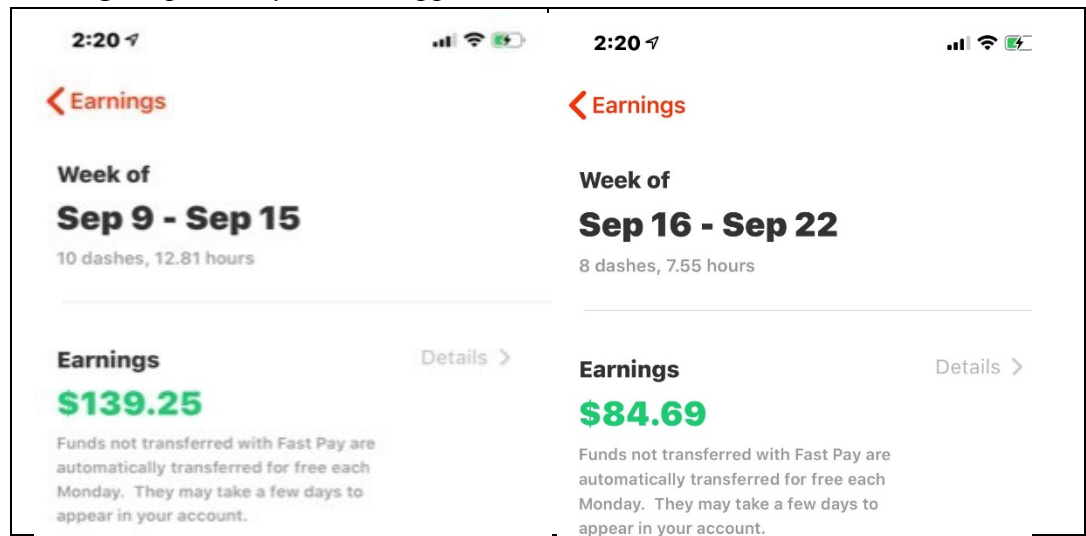 2:20
Earnings
Week of
Sep 9 - Sep 15
10 dashes, 12.81 hours
Earnings
Details
$139.25
Funds not transferred with Fast Pay are
automatically transferred for free each
Monday. They may take a few days to
appear in your account.
2:20
Earnings
Week of
Sep 16 - Sep 22
8 dashes, 7.55 hours
Earnings
Details
$84.69
Funds not transferred with Fast Pay are
automatically transferred for free each
Monday. They may take a few days to
appear in your account.